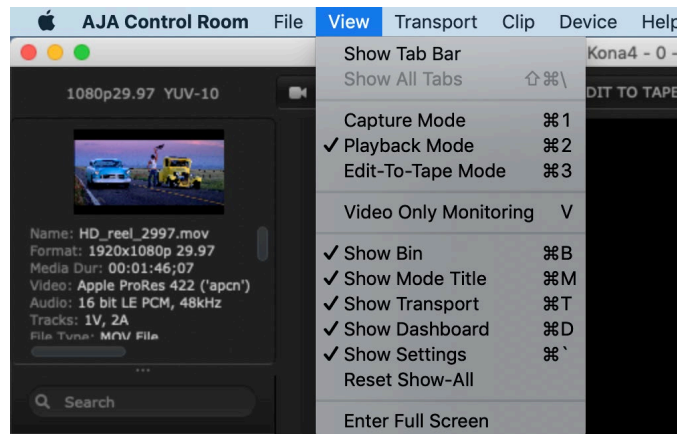 AJA Control Room File View Transport Clip Device Help
Kona4 - 0 -
1080p29.97 YUV-10
DIT TO TAPE
Show Tab Bar
Show All Tabs ⇧⌘\
Capture Mode ⌘1
✓ Playback Mode ⌘2
Edit-To-Tape Mode ⌘3
Video Only Monitoring V
✓ Show Bin ⌘B
✓ Show Mode Title ⌘M
✓ Show Transport ⌘T
✓ Show Dashboard ⌘D
✓ Show Settings ⌘`
Reset Show-All
Enter Full Screen
Name: HD_reel_2997.mov
Format: 1920x1080p 29.97
Media Dur: 00:01:46;07
Video: Apple ProRes 422 ('apcn')
Audio: 16 bit LE PCM, 48kHz
Tracks: 1V, 2A
File Type: MOV File
Search